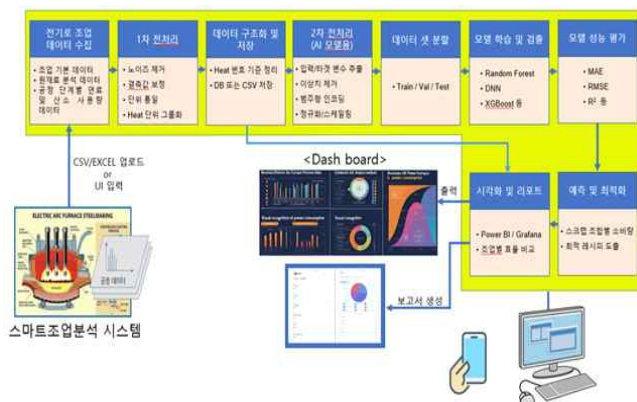 전기로 조업
데이터 수집
• 조업 기본 데이터
• 원재료 분석 데이터
• 공정 단계별 연료
및 산소 사용량
데이터
1차 전처리
• 노이즈 제거
• 결측값 보정
• 단위 통일
• Heat 단위 그룹화
데이터 구조화 및
저장
• Heat 번호 기준 정리
• DB 또는 CSV 저장
2차 전처리
(AI 모델용)
• 입력/타겟 변수 추출
• 이상치 제거
• 범주형 인코딩
• 정규화/스케일링
데이터 셋 분할
• Train / Val / Test
모델 학습 및 검출
• Random Forest
• DNN
• XGBoost 등
모델 성능 평가
• MAE
• RMSE
• R² 등
예측 및 최적화
• 스크랩 조합별 소비량
• 최적 레시피 도출
시각화 및 리포트
• Power BI / Grafana
• 조업별 효율 비교
출력
<Dash board>
보고서 생성
CSV/EXCEL 업로드
or
UI 입력
ELECTRIC ARC FURNACE STEELMAKING
공정 데이터
스마트조업분석 시스템